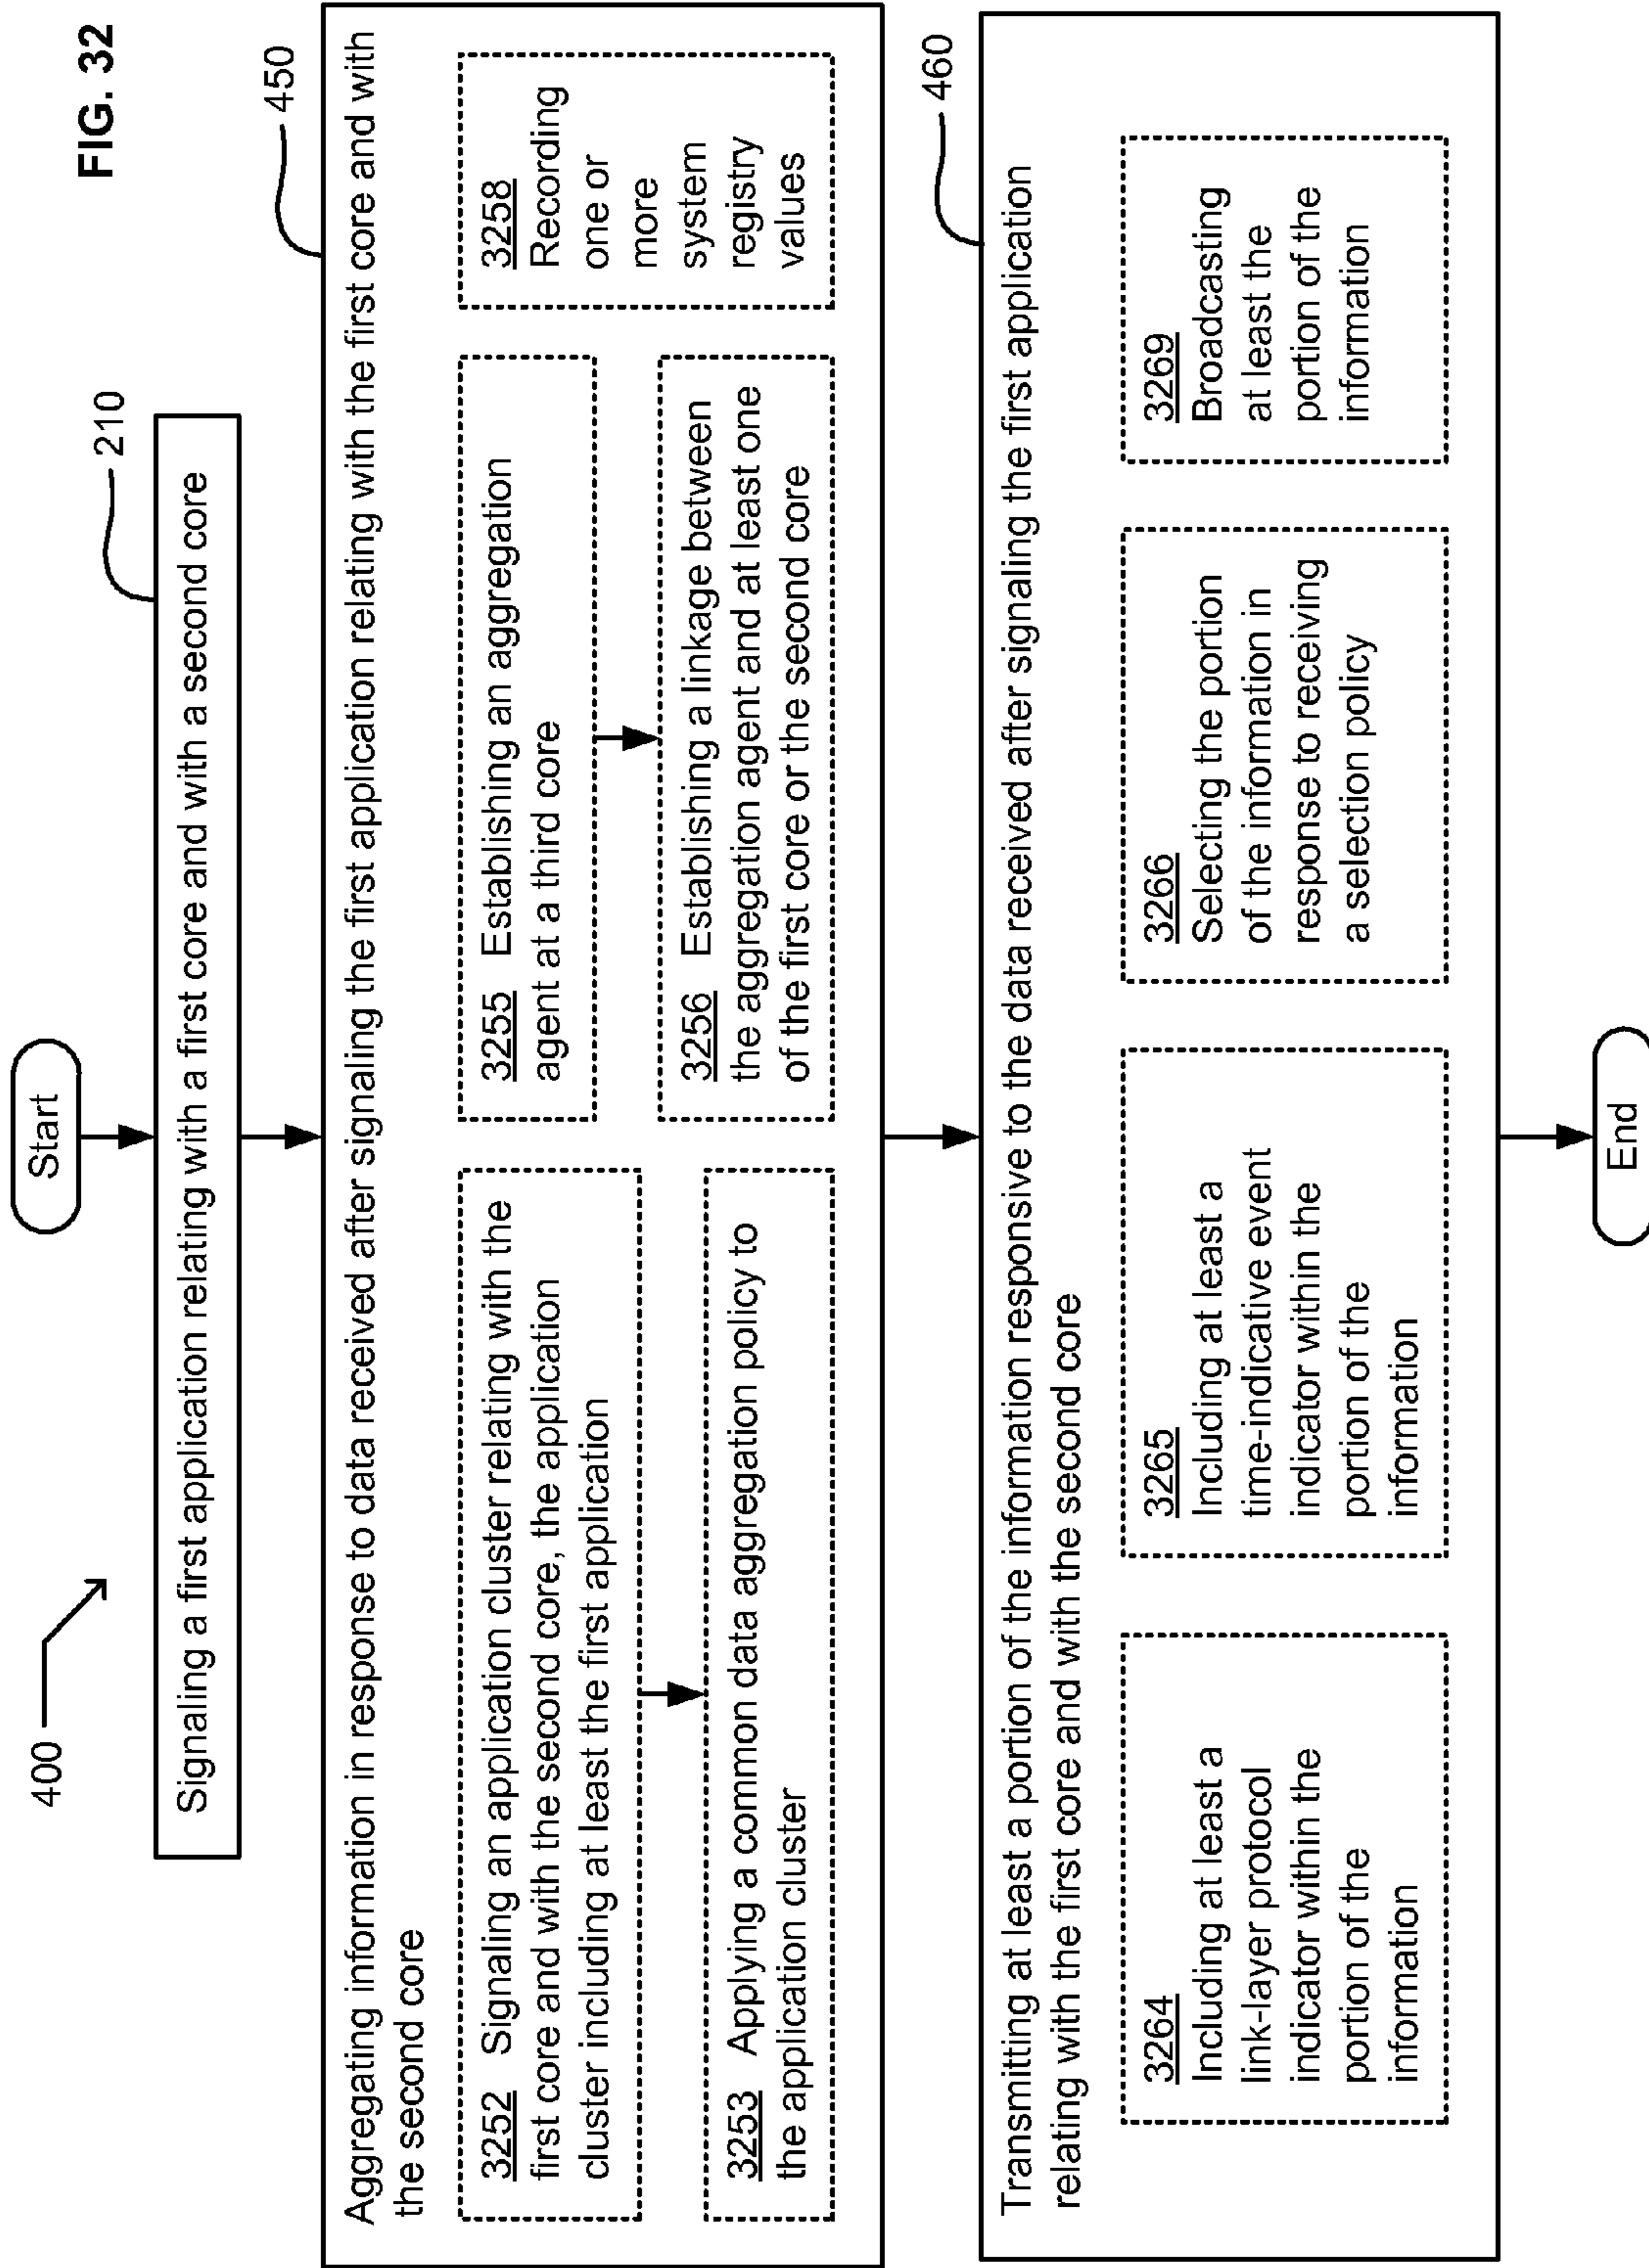 FIG. 32
400
Start
210
Signaling a first application relating with a first core and with a second core
450
Aggregating information in response to data received after signaling the first application relating with the first core and with
the second core
3252 Signaling an application cluster relating with the
first core and with the second core, the application
cluster including at least the first application
3253 Applying a common data aggregation policy to
the application cluster
3255 Establishing an aggregation
agent at a third core
3256 Establishing a linkage between
the aggregation agent and at least one
of the first core or the second core
3258
Recording
one or
more
system
registry
values
460
Transmitting at least a portion of the information responsive to the data received after signaling the first application
relating with the first core and with the second core
3264
Including at least a
link-layer protocol
indicator within the
portion of the
information
3265
Including at least a
time-indicative event
indicator within the
portion of the
information
3266
Selecting the portion
of the information in
response to receiving
a selection policy
3269
Broadcasting
at least the
portion of the
information
End